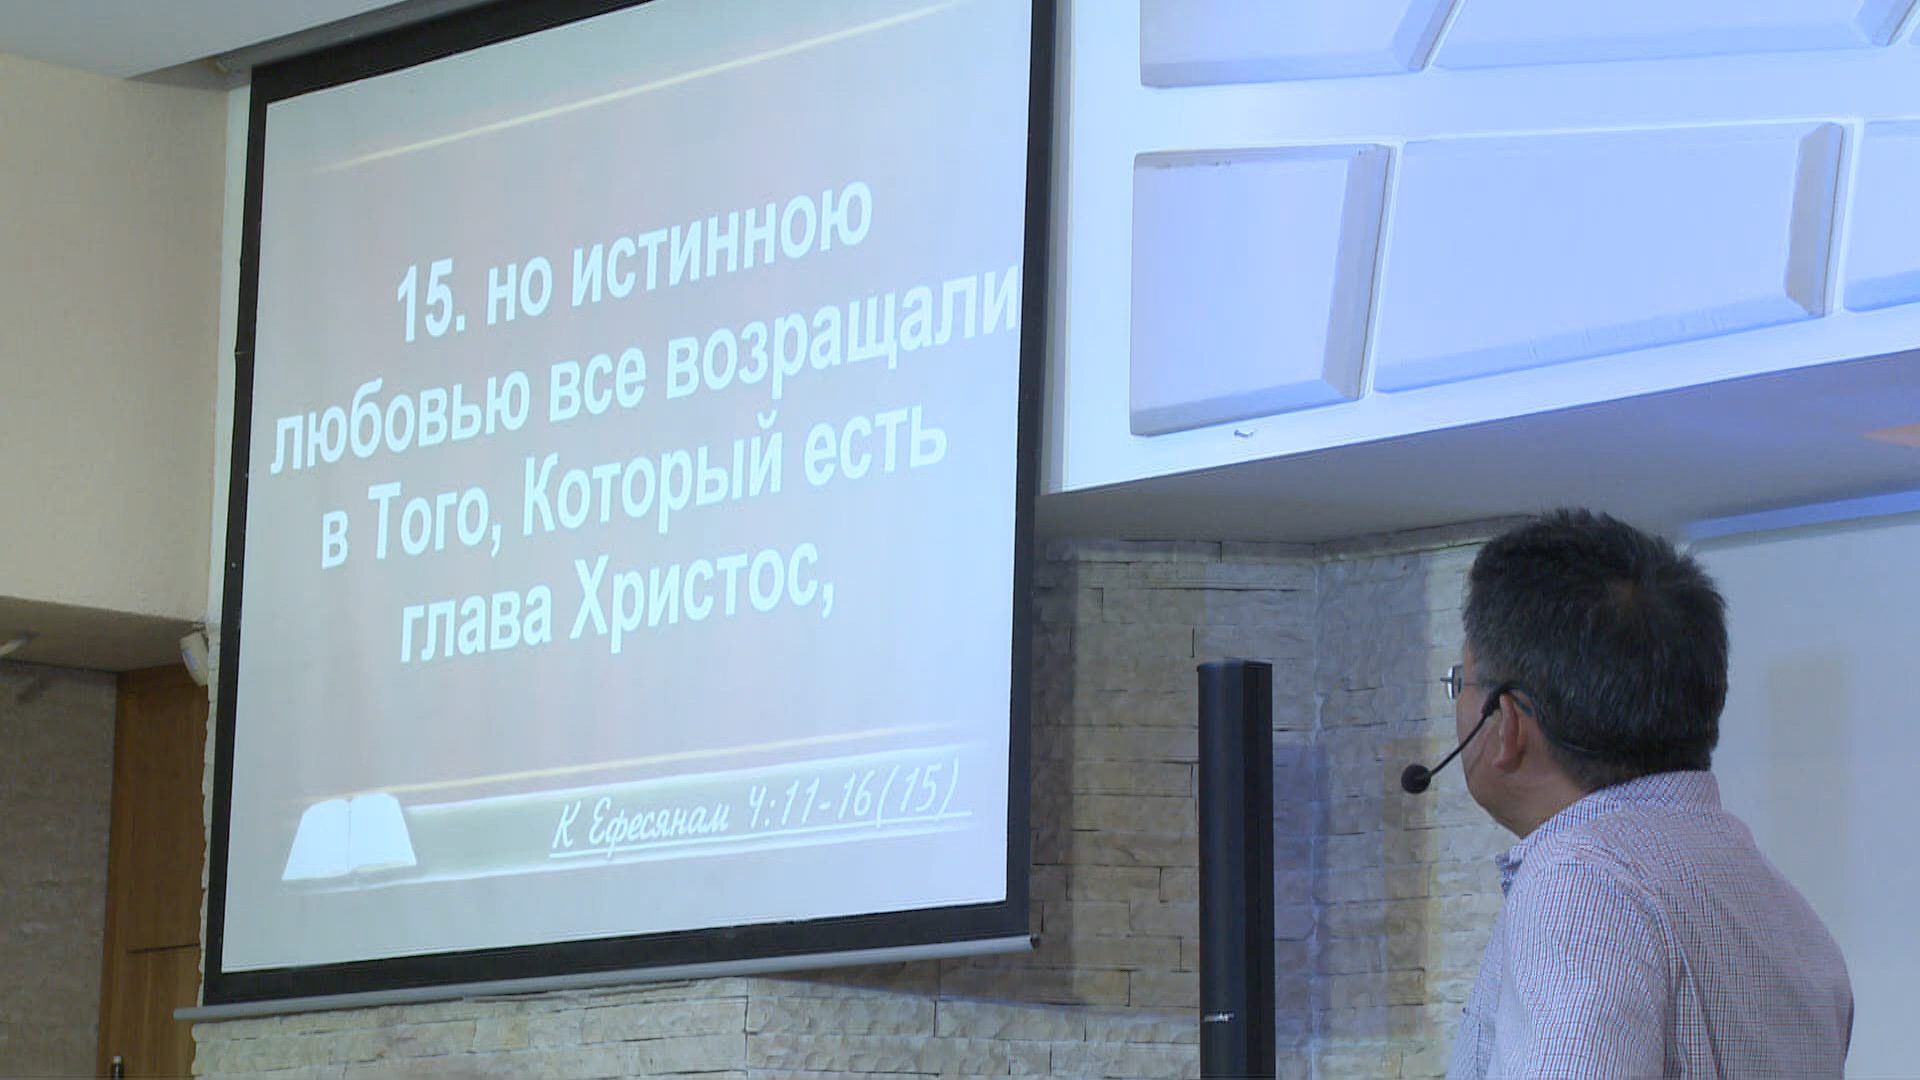 15. но истинною
любовью все возращали
в Того, Который есть
глава Христос,
К Ефесянам 4:11-16(15)